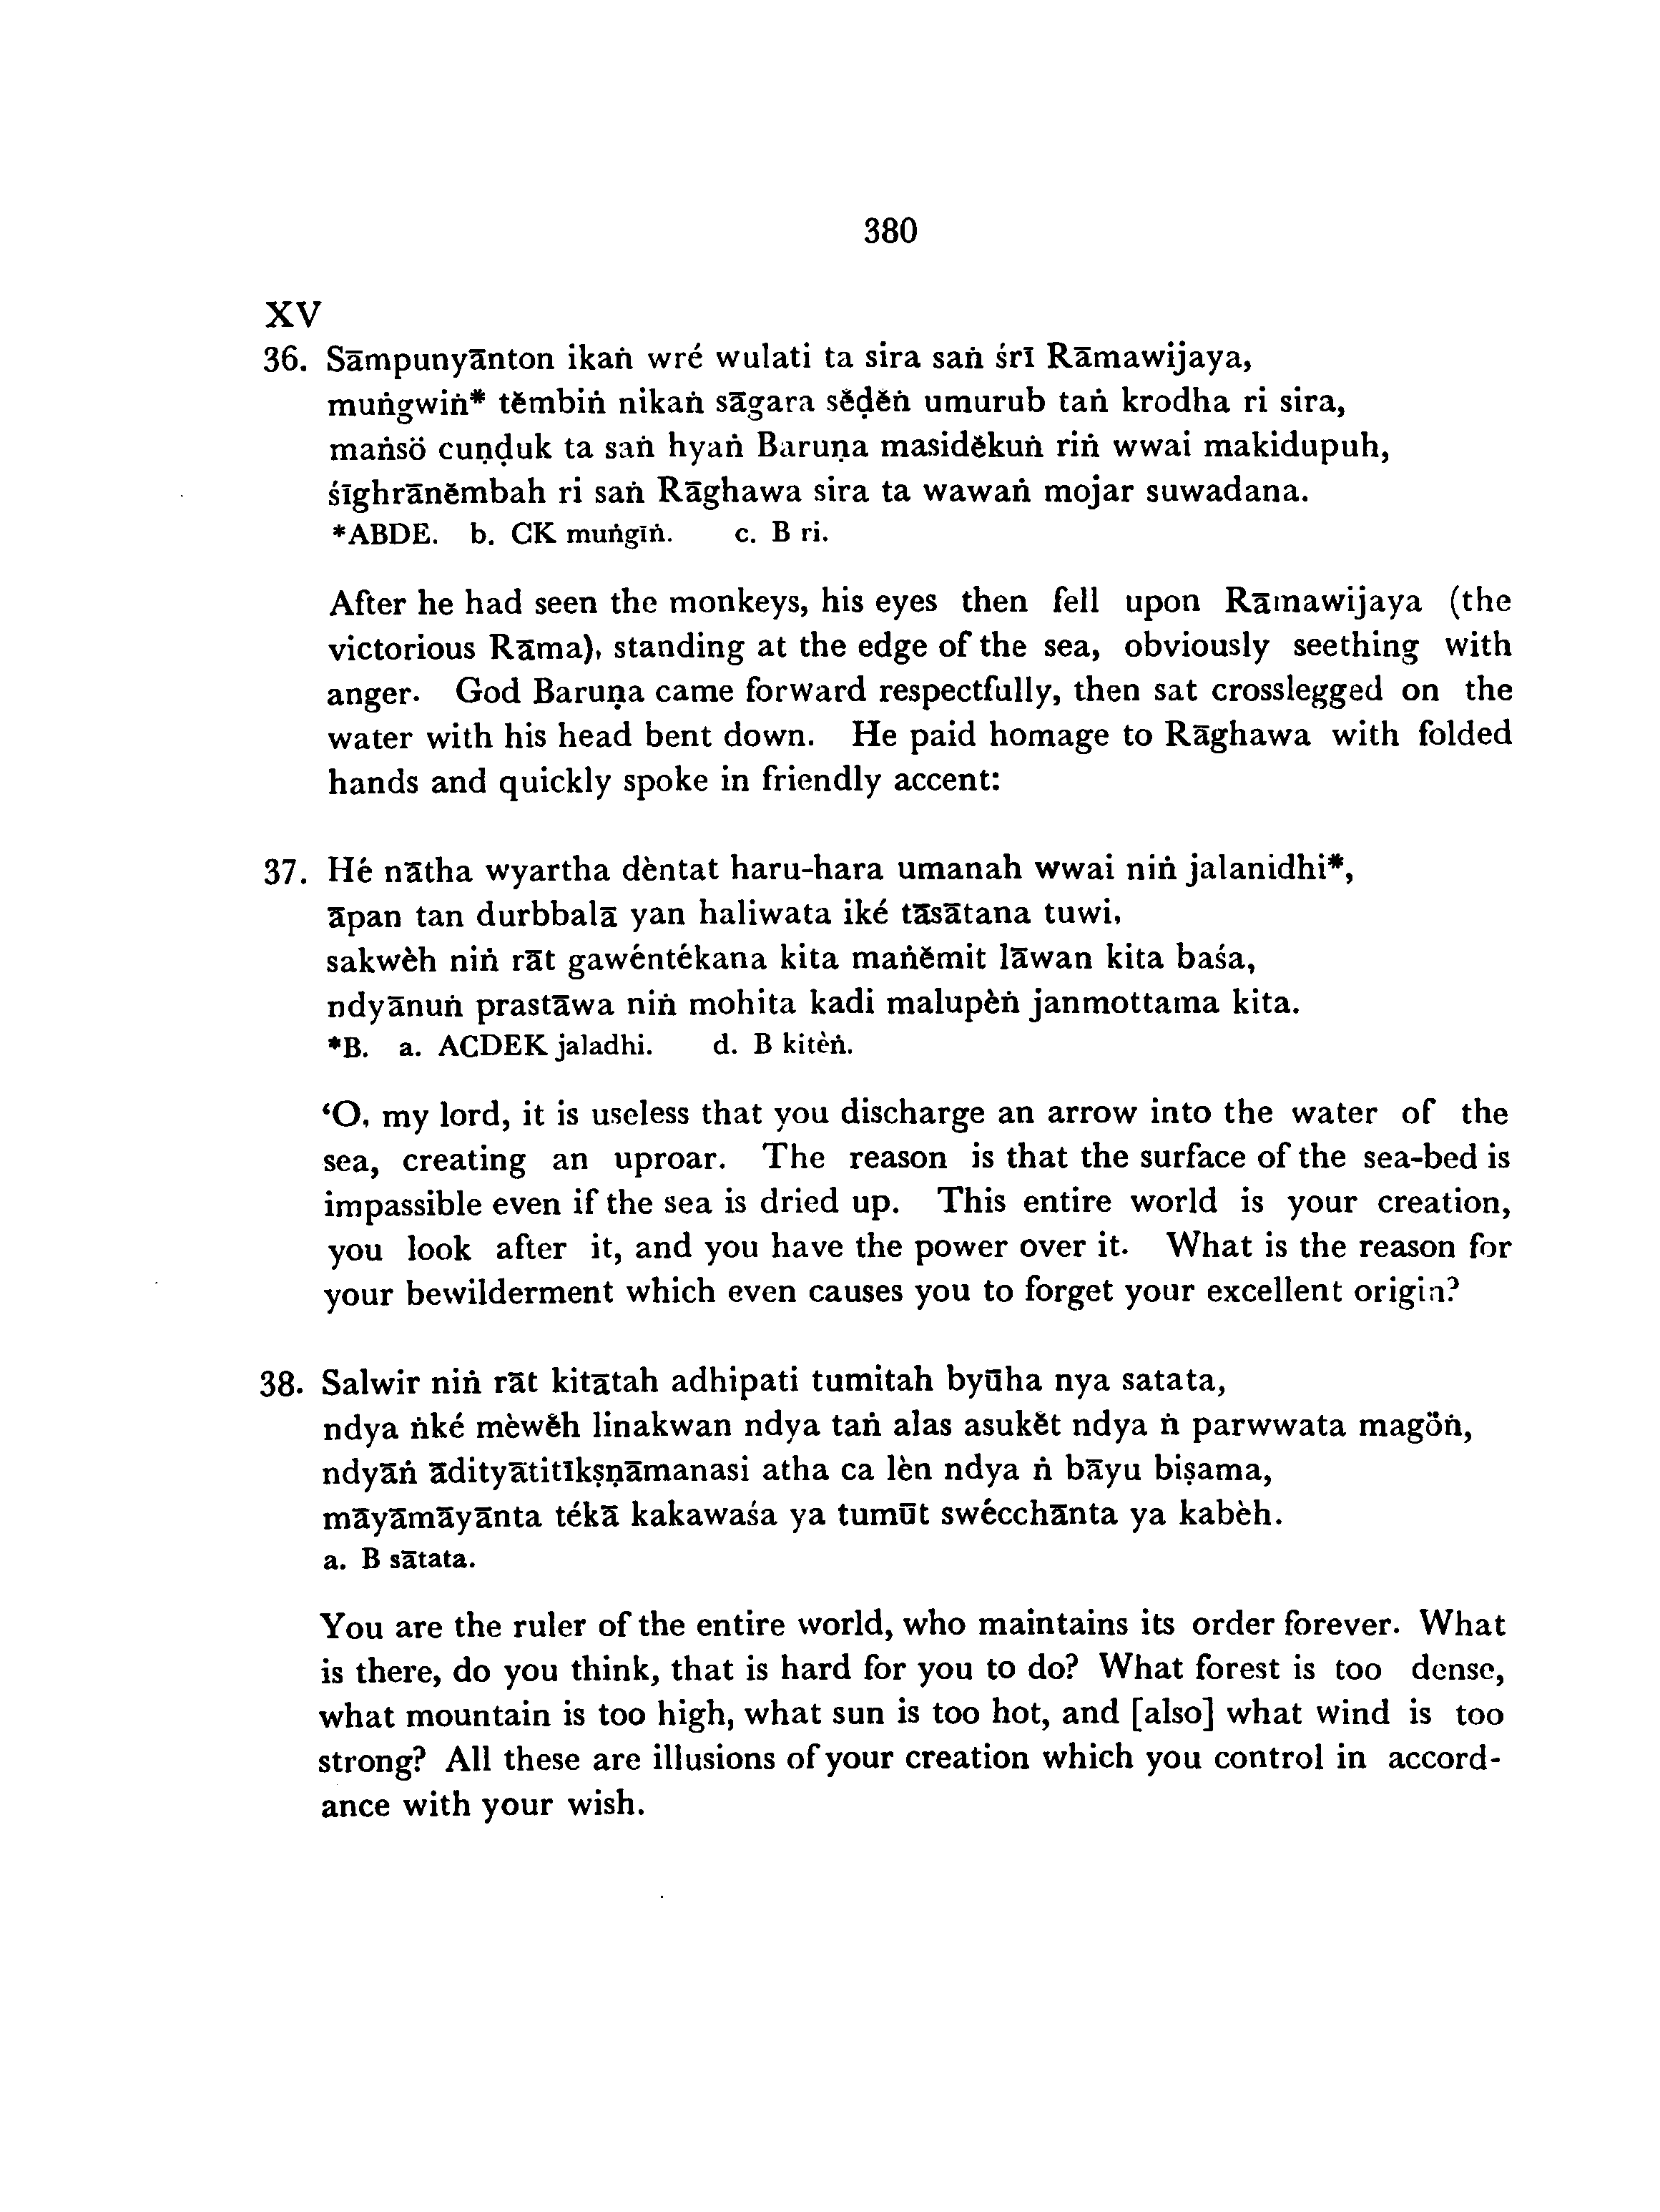 380
XV
36. Sāmpunyānton ikaṅ wré wulati ta sira saṅ śrī Rāmawijaya,
muṅgwiṅ* tĕmbiṅ nikaṅ sāgara sĕḍĕṅ umurub taṅ krodha ri sira,
maṅsö cuṇḍuk ta saṅ hyaṅ Baruṇa masidĕkuṅ riṅ wwai makidupuh,
śīghrānĕmbah ri saṅ Rāghawa sira ta wawaṅ mojar suwadana.
*ABDE. b. CK muṅgiṅ. c. B ri.
After he had seen the monkeys, his eyes then fell upon Rāmawijaya (the
victorious Rāma), standing at the edge of the sea, obviously seething with
anger. God Baruṇa came forward respectfully, then sat crosslegged on the
water with his head bent down. He paid homage to Rāghawa with folded
hands and quickly spoke in friendly accent:
37. Hé nātha wyartha dèntat haru-hara umanah wwai niṅ jalanidhi*,
āpan tan durbbalā yan haliwata iké tāsātana tuwi,
sakwèh niṅ rāt gawéntékana kita maṅĕmit lāwan kita baśa,
ndyānuṅ prastāwa niṅ mohita kadi malupèṅ janmottama kita.
*B. a. ACDEK jaladhi. d. B kitèṅ.
‘O, my lord, it is useless that you discharge an arrow into the water of the
sea, creating an uproar. The reason is that the surface of the sea-bed is
impassible even if the sea is dried up. This entire world is your creation,
you look after it, and you have the power over it. What is the reason for
your bewilderment which even causes you to forget your excellent origin?
38. Salwir niṅ rāt kitātah adhipati tumitah byūha nya satata,
ndya ṅké mèwĕh linakwan ndya taṅ alas asukĕt ndya ṅ parwwata magöṅ,
ndyāṅ ādityātitīkṣṇāmanasi atha ca lèn ndya ṅ bāyu biṣama,
māyāmāyānta tékā kakawaśa ya tumūt swécchānta ya kabèh.
a. B sātata.
You are the ruler of the entire world, who maintains its order forever. What
is there, do you think, that is hard for you to do? What forest is too dense,
what mountain is too high, what sun is too hot, and [also] what wind is too
strong? All these are illusions of your creation which you control in accord-
ance with your wish.